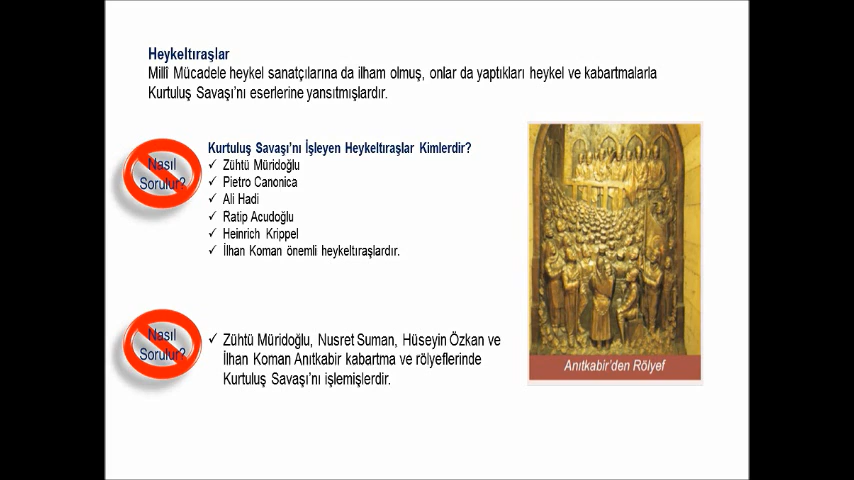 Heykeltıraşlar
Millî Mücadele heykel sanatçılarına da ilham olmuş, onlar da yaptıkları heykel ve kabartmalarla
Kurtuluş Savaşı'nı eserlerine yansıtmışlardır.
Nasıl
Sorulur?
Kurtuluş Savaşı'nı İşleyen Heykeltıraşlar Kimlerdir?
✓ Zühtü Müridoğlu
✓ Pietro Canonica
✓ Ali Hadi
✓ Ratip Acudoğlu
✓ Heinrich Krippel
✓ İlhan Koman önemli heykeltıraşlardır.
Nasıl
Sorulur?
✓ Zühtü Müridoğlu, Nusret Suman, Hüseyin Özkan ve
İlhan Koman Anıtkabir kabartma ve rölyeflerinde
Kurtuluş Savaşı'nı işlemişlerdir.
Anıtkabir'den Rölyef